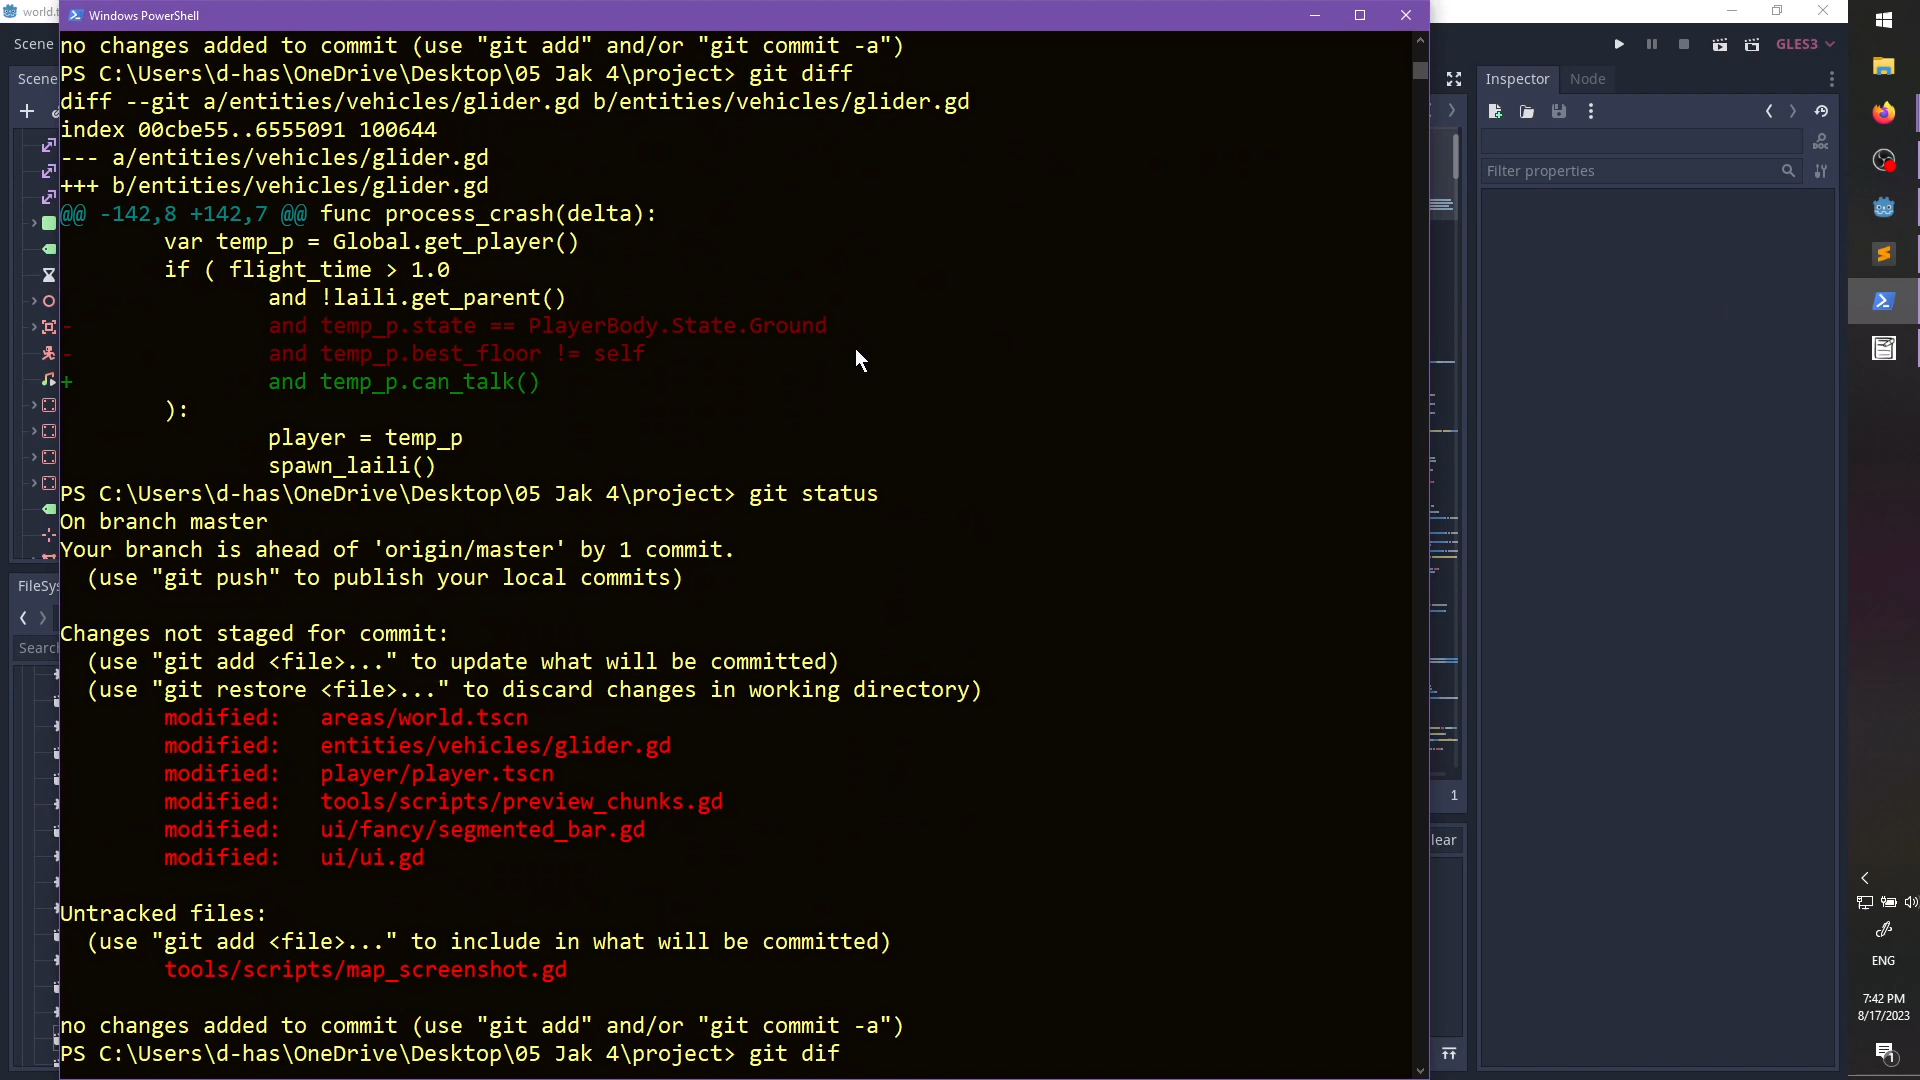 world.t
Windows PowerShell
Scene
GLES3
Scene
Inspector
Node
Filter properties
DOC
FileSy
Searc
1
lear
no changes added to commit (use "git add" and/or "git commit -a")
PS C:\Users\d-has\OneDrive\Desktop\05 Jak 4\project> git diff
diff --git a/entities/vehicles/glider.gd b/entities/vehicles/glider.gd
index 00cbe55..6555091 100644
--- a/entities/vehicles/glider.gd
+++ b/entities/vehicles/glider.gd
@@ -142,8 +142,7 @@ func process_crash(delta):
var temp_p = Global.get_player()
if ( flight_time > 1.0
and !laili.get_parent()
- and temp_p.state == PlayerBody.State.Ground
- and temp_p.best_floor != self
+ and temp_p.can_talk()
):
player = temp_p
spawn_laili()
PS C:\Users\d-has\OneDrive\Desktop\05 Jak 4\project> git status
On branch master
Your branch is ahead of 'origin/master' by 1 commit.
(use "git push" to publish your local commits)
Changes not staged for commit:
(use "git add <file>..." to update what will be committed)
(use "git restore <file>..." to discard changes in working directory)
modified: areas/world.tscn
modified: entities/vehicles/glider.gd
modified: player/player.tscn
modified: tools/scripts/preview_chunks.gd
modified: ui/fancy/segmented_bar.gd
modified: ui/ui.gd
Untracked files:
(use "git add <file>..." to include in what will be committed)
tools/scripts/map_screenshot.gd
no changes added to commit (use "git add" and/or "git commit -a")
PS C:\Users\d-has\OneDrive\Desktop\05 Jak 4\project> git dif
ENG
7:42 PM
8/17/2023
1